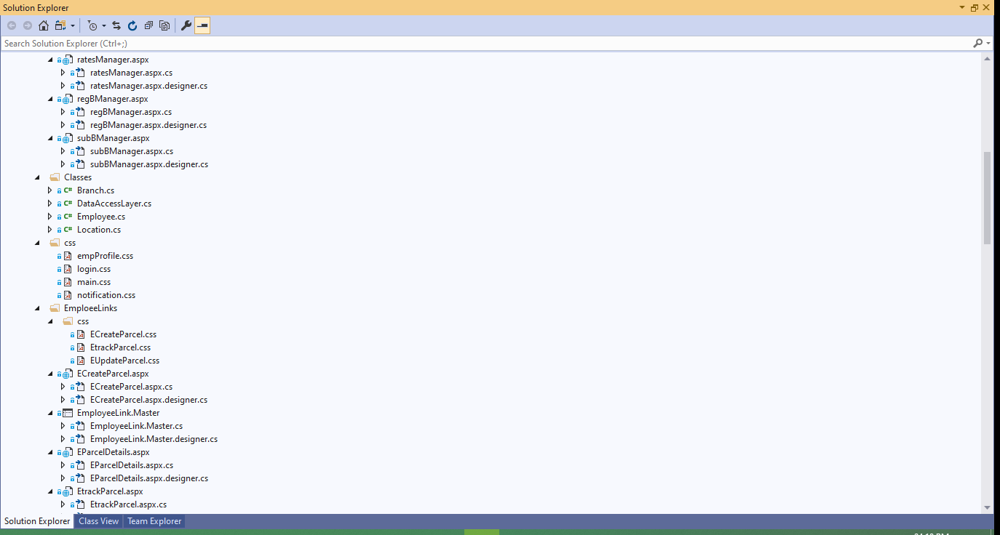 Solution Explorer
Search Solution Explorer (Ctrl+;)
ratesManager.aspx
ratesManager.aspx.cs
ratesManager.aspx.designer.cs
regBManager.aspx
regBManager.aspx.cs
regBManager.aspx.designer.cs
subBManager.aspx
subBManager.aspx.cs
subBManager.aspx.designer.cs
Classes
C# Branch.cs
C# DataAccessLayer.cs
C# Employee.cs
C# Location.cs
css
empProfile.css
login.css
main.css
notification.css
EmploeeLinks
css
ECreateParcel.css
EtrackParcel.css
EUpdateParcel.css
ECreateParcel.aspx
ECreateParcel.aspx.cs
ECreateParcel.aspx.designer.cs
EmployeeLink.Master
EmployeeLink.Master.cs
EmployeeLink.Master.designer.cs
EParcelDetails.aspx
EParcelDetails.aspx.cs
EParcelDetails.aspx.designer.cs
EtrackParcel.aspx
EtrackParcel.aspx.cs
Solution Explorer Class View Team Explorer